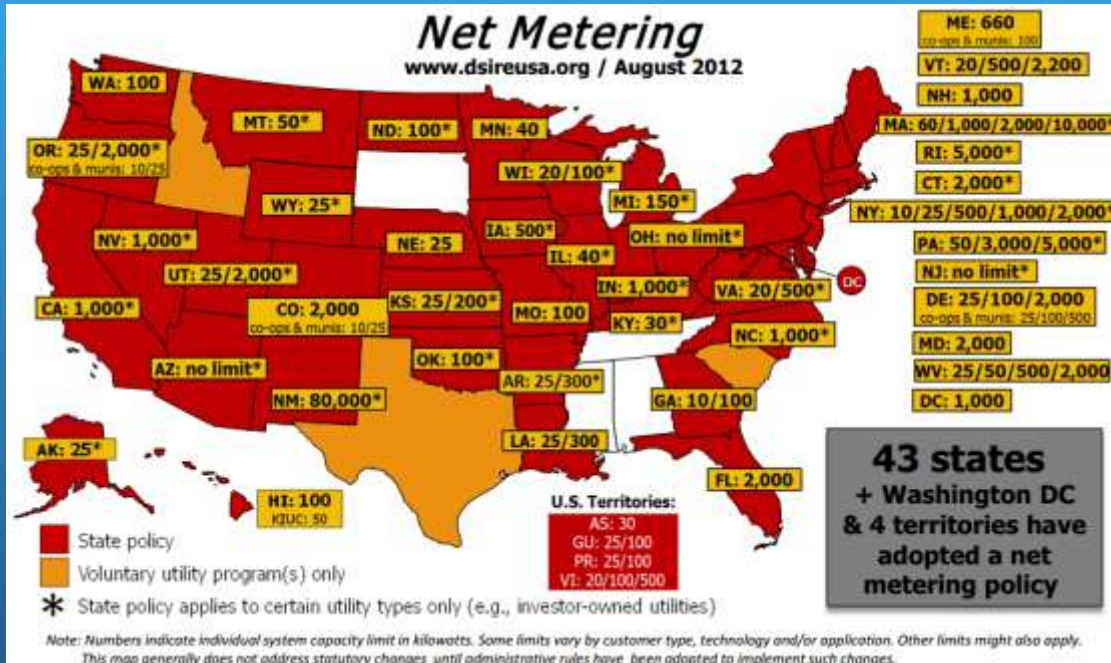 Net Metering
www.dsireusa.org / August 2012
WA: 100
OR: 25/2,000*
co-ops & munis: 10/25
MT: 50*
ND: 100*
MN: 40
WY: 25*
WI: 20/100*
MI: 150*
NV: 1,000*
UT: 25/2,000*
NE: 25
IA: 500*
IL: 40*
OH: no limit*
CA: 1,000*
CO: 2,000
co-ops & munis: 10/25
KS: 25/200*
MO: 100
IN: 1,000*
KY: 30*
VA: 20/500*
DC
NC: 1,000*
AZ: no limit*
NM: 80,000*
OK: 100*
AR: 25/300*
GA: 10/100
LA: 25/300
FL: 2,000
AK: 25*
HI: 100
KIUC: 50
ME: 660
co-ops & munis: 100
VT: 20/500/2,200
NH: 1,000
MA: 60/1,000/2,000/10,000*
RI: 5,000*
CT: 2,000*
NY: 10/25/500/1,000/2,000*
PA: 50/3,000/5,000*
NJ: no limit*
DE: 25/100/2,000
co-ops & munis: 25/100/500
MD: 2,000
WV: 25/50/500/2,000
DC: 1,000
U.S. Territories:
AS: 30
GU: 25/100
PR: 25/100
VI: 20/100/500
43 states
+ Washington DC
& 4 territories have
adopted a net
metering policy
State policy
Voluntary utility program(s) only
* State policy applies to certain utility types only (e.g., investor-owned utilities)
Note: Numbers indicate individual system capacity limit in kilowatts. Some limits vary by customer type, technology and/or application. Other limits might also apply.
This map generally does not address statutory changes until administrative rules have been adopted to implement such changes.